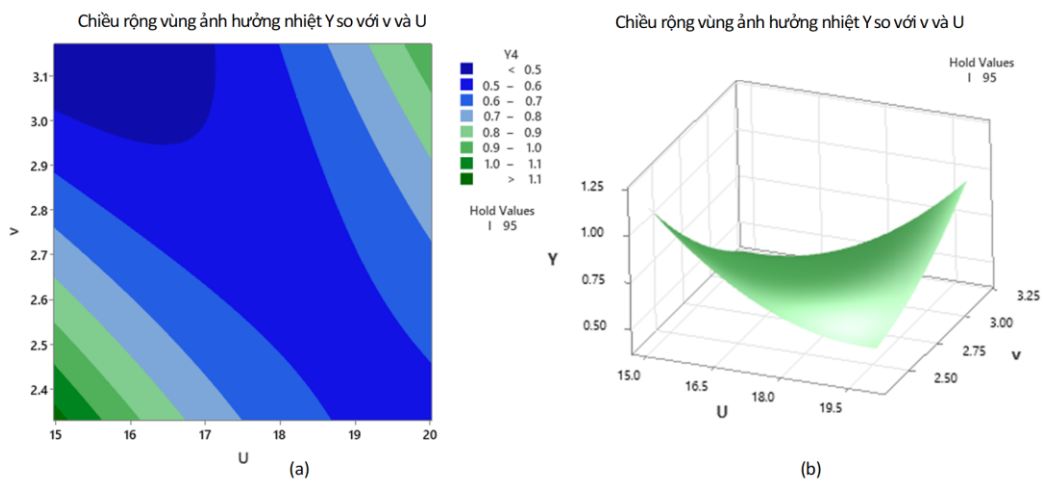 Chiều rộng vùng ảnh hưởng nhiệt Y so với v và U
Y4
< 0.5
0.5 – 0.6
0.6 – 0.7
0.7 – 0.8
0.8 – 0.9
0.9 – 1.0
1.0 – 1.1
> 1.1
Hold Values
I 95
3.1
3.0
2.9
2.8
2.7
2.6
2.5
2.4
v
15 16 17 18 19 20
U
(a)
Chiều rộng vùng ảnh hưởng nhiệt Y so với v và U
Hold Values
I 95
1.25
1.00
0.75
0.50
Y
15.0
16.5
18.0
19.5
U
3.25
3.00
2.75
2.50
v
(b)